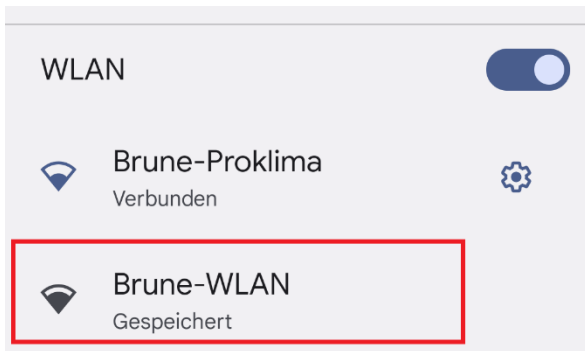 WLAN
Brune-Proklima
Verbunden
Brune-WLAN
Gespeichert